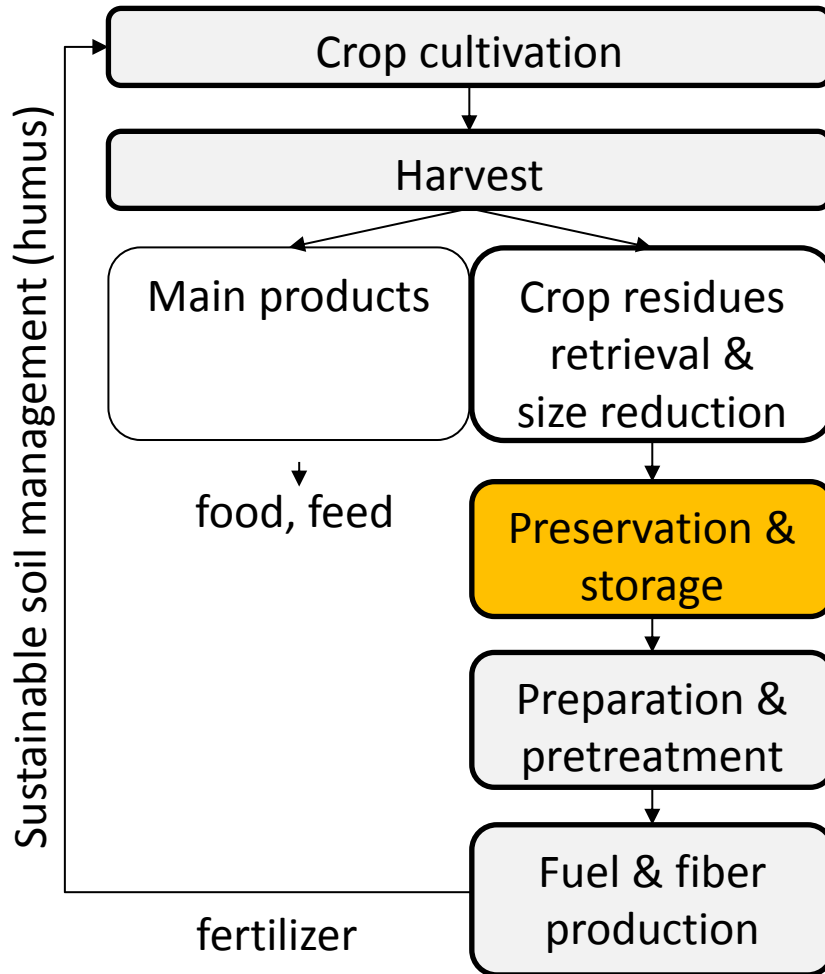 Crop cultivation
Harvest
Main products
Crop residues
retrieval &
size reduction
food, feed
Preservation &
storage
Preparation &
pretreatment
Fuel & fiber
production
fertilizer
Sustainable soil management (humus)